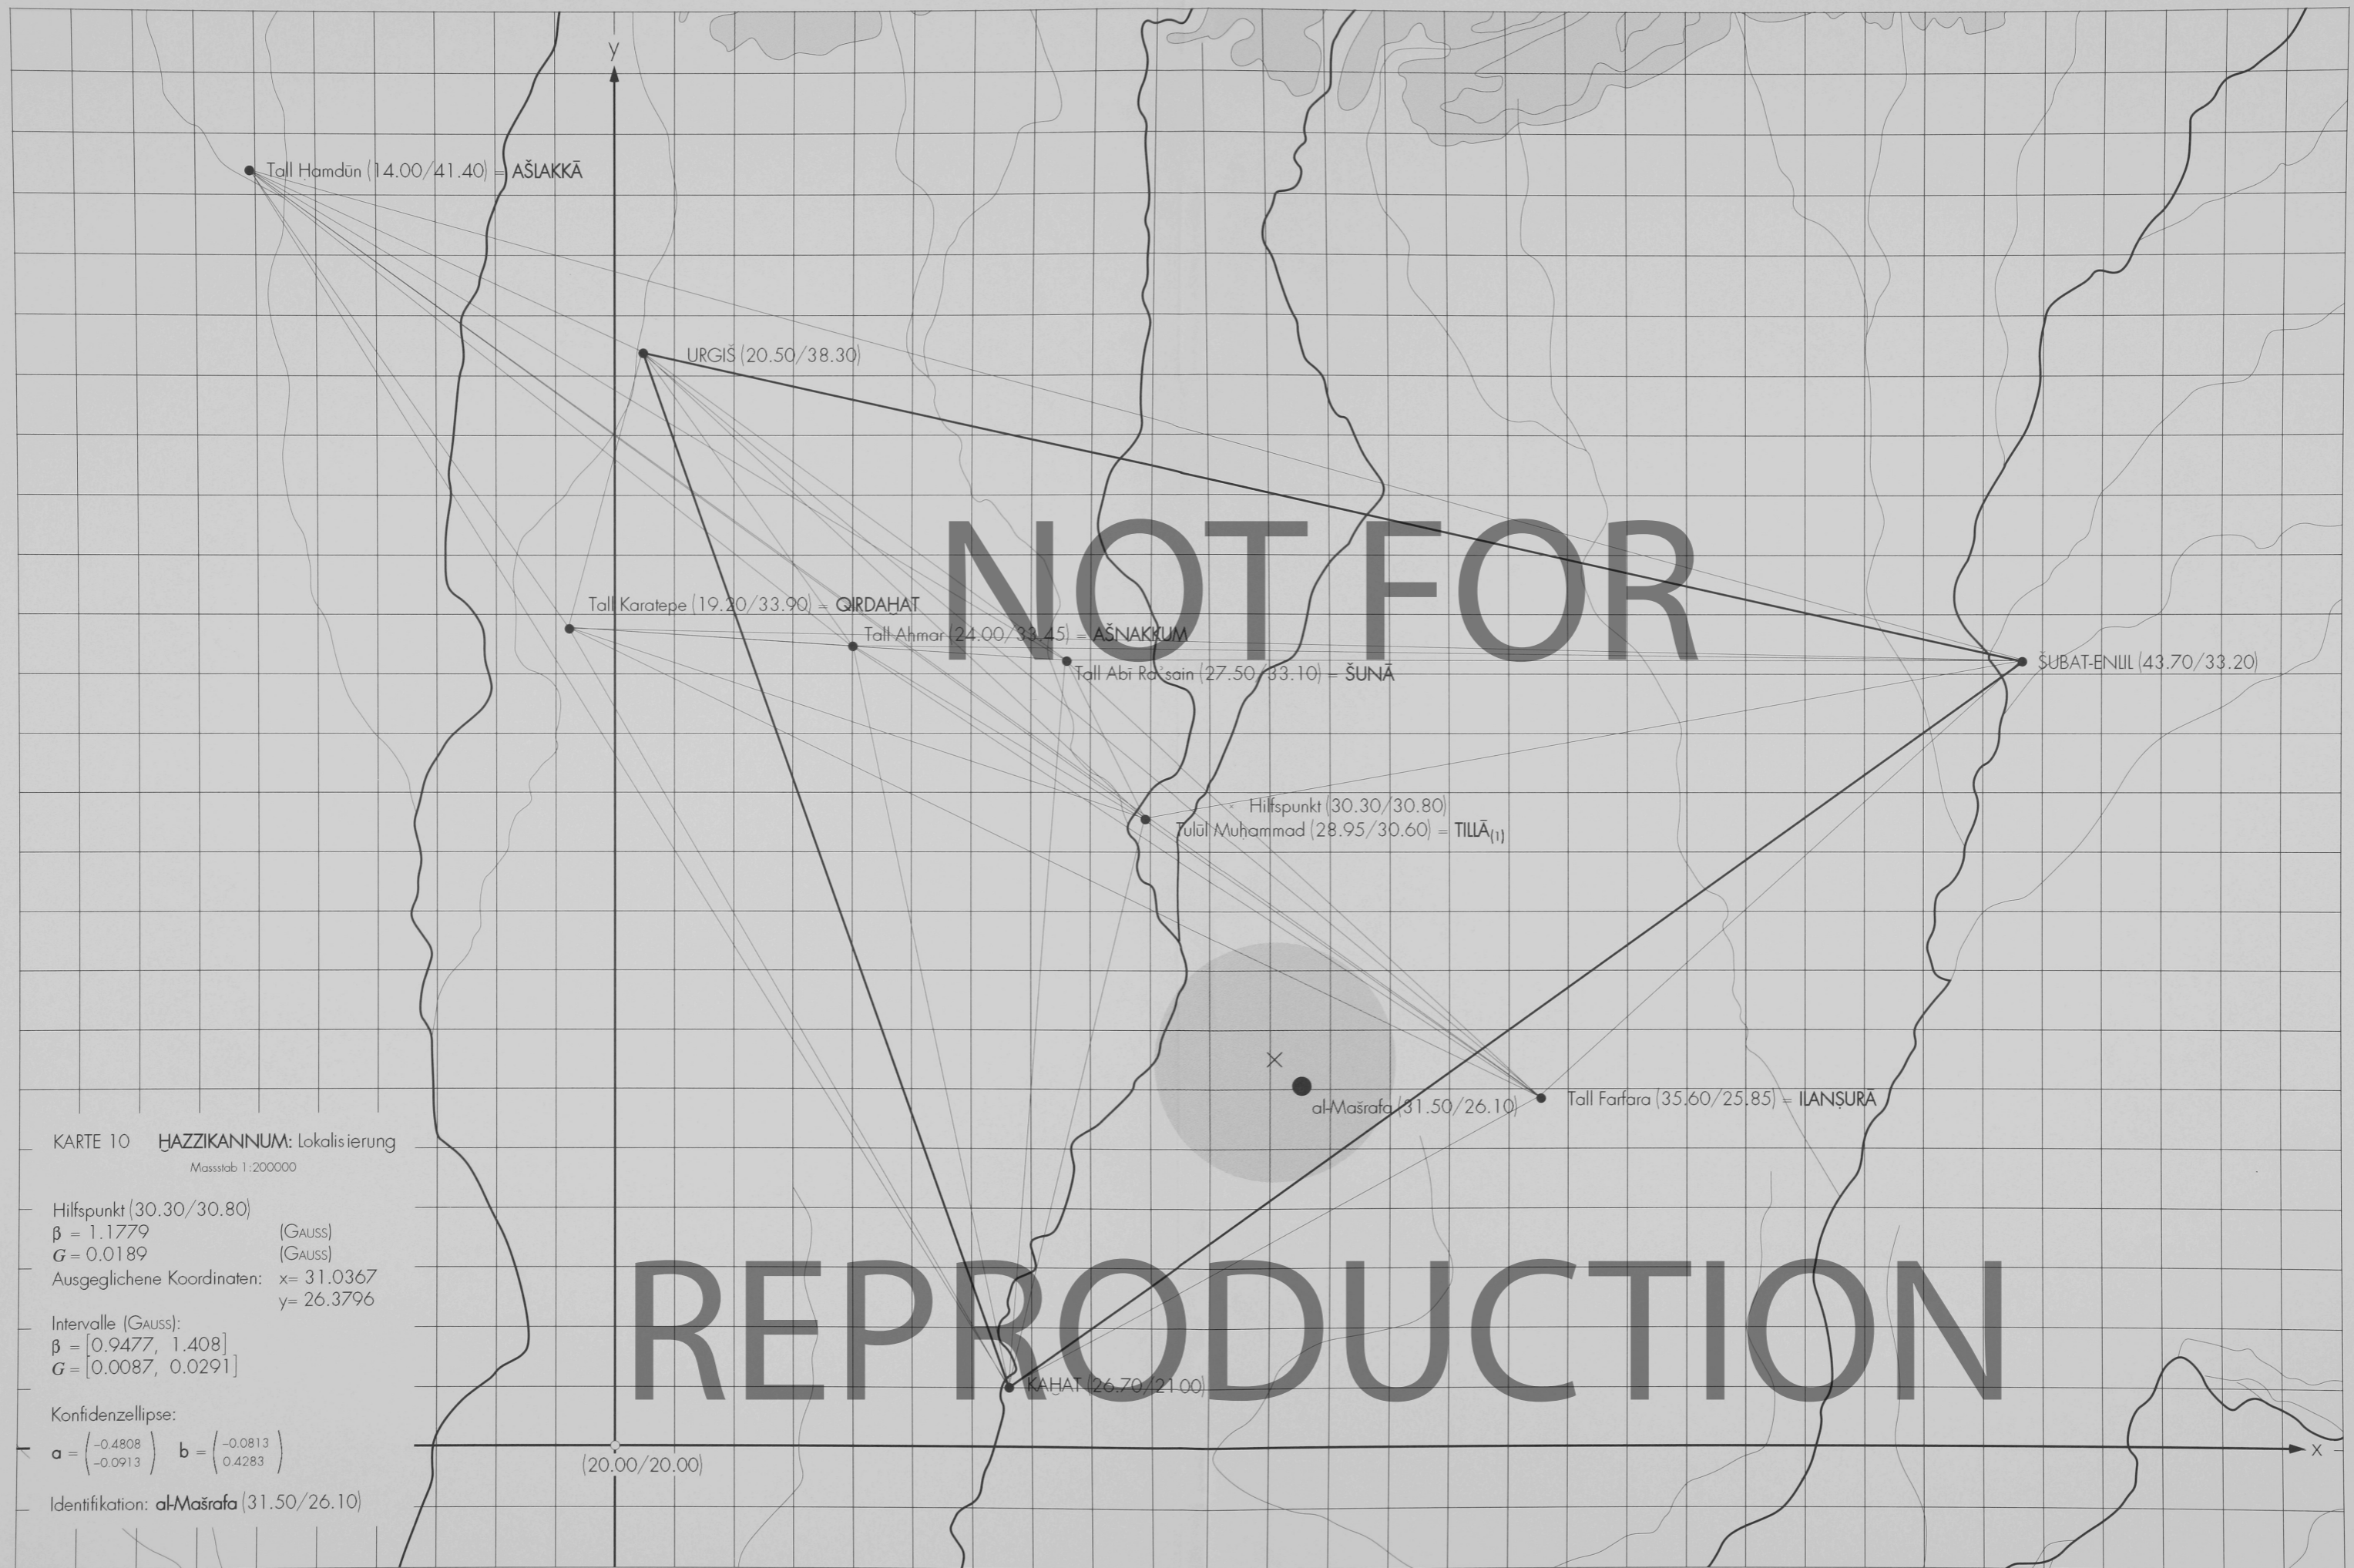 y
Tall Ḥamdūn (14.00/41.40) = AŠLAKKĀ
URGIŠ (20.50/38.30)
NOT FOR
Tall Karatepe (19.20/33.90) = QIRDAḪAT
Tall Aḥmar (24.00/33.45) = AŠNAKKUM
Tall Abī Ra'sain (27.50/33.10) = ŠUNĀ
ŠUBAT-ENLIL (43.70/33.20)
Hilfspunkt (30.30/30.80)
Tulūl Muḥammad (28.95/30.60) = TILLĀ(1)
al-Mašrafa (31.50/26.10)
Tall Farfara (35.60/25.85) = ILANṢURĀ
KARTE 10 ḪAZZIKANNUM: Lokalisierung
Massstab 1:200000
Hilfspunkt (30.30/30.80)
β = 1.1779 (GAUSS)
G = 0.0189 (GAUSS)
Ausgeglichene Koordinaten: x= 31.0367
y= 26.3796
Intervalle (GAUSS):
β = [0.9477, 1.408]
G = [0.0087, 0.0291]
REPRODUCTION
KAḪAT (26.70/21.00)
Konfidenzellipse:
a = (-0.4808 -0.0913) b = (-0.0813 0.4283)
x
(20.00/20.00)
Identifikation: al-Mašrafa (31.50/26.10)